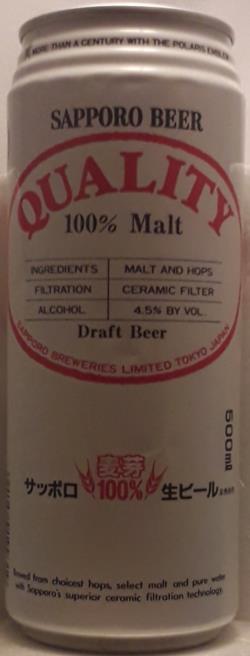 MORE THAN A CENTURY WITH THE POLARIS EMBLEM
SAPPORO BEER
QUALITY
100% Malt
INGREDIENTS MALT AND HOPS
FILTRATION CERAMIC FILTER
ALCOHOL. 4.5% BY VOL.
Draft Beer
SAPPORO BREWERIES LIMITED TOKYO JAPAN
500ml
麦芽
サッポロ 100% 生ビール
Brewed from choicest hops, select malt and pure water
with Sapporo's superior ceramic filtration technology.